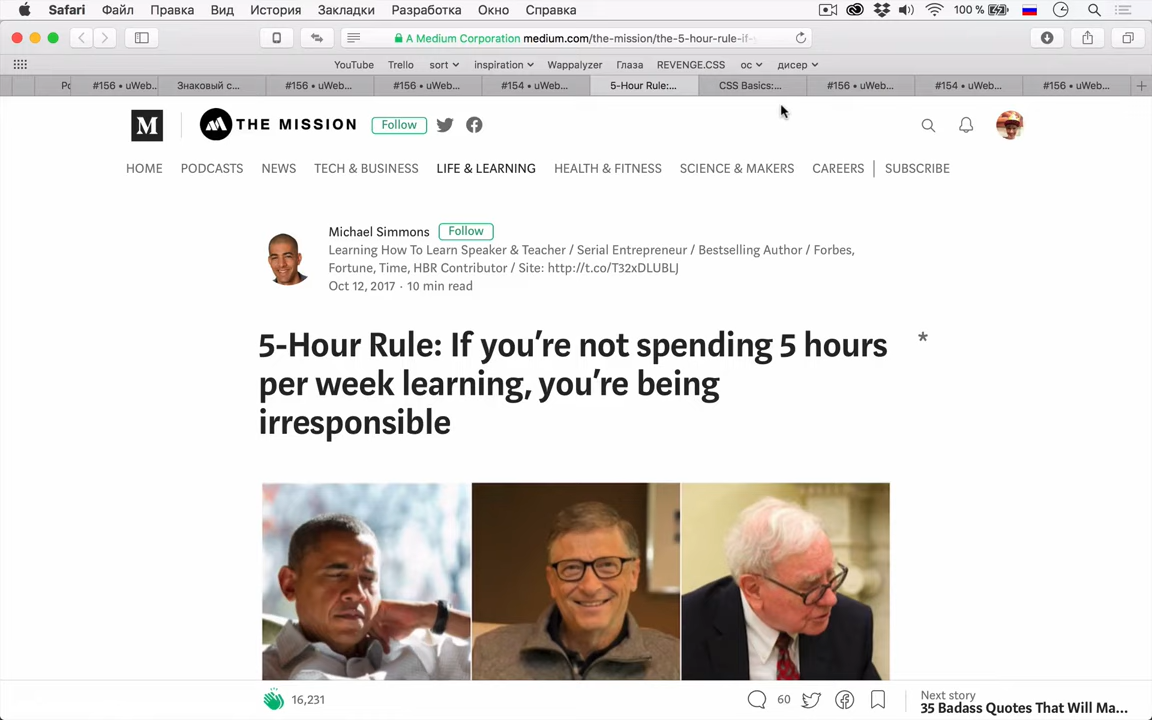 Safari Файл Правка Вид История Закладки Разработка Окно Справка 100 %
A Medium Corporation medium.com/the-mission/the-5-hour-rule-if-
YouTube Trello sort inspiration Wappalyzer Глаза REVENGE.CSS ос дисер
Рс #156 • uWeb... Знаковый с... #156 • uWeb... #156 • uWeb... #154 • uWeb... 5-Hour Rule:... CSS Basics:... #156 • uWeb... #154 • uWeb... #156 • uWeb...
M THE MISSION Follow
HOME PODCASTS NEWS TECH & BUSINESS LIFE & LEARNING HEALTH & FITNESS SCIENCE & MAKERS CAREERS SUBSCRIBE
Michael Simmons Follow
Learning How To Learn Speaker & Teacher / Serial Entrepreneur / Bestselling Author / Forbes,
Fortune, Time, HBR Contributor / Site: http://t.co/T32xDLUBLJ
Oct 12, 2017 · 10 min read
5-Hour Rule: If you’re not spending 5 hours *
per week learning, you’re being
irresponsible
16,231 60 Next story
35 Badass Quotes That Will Ma...